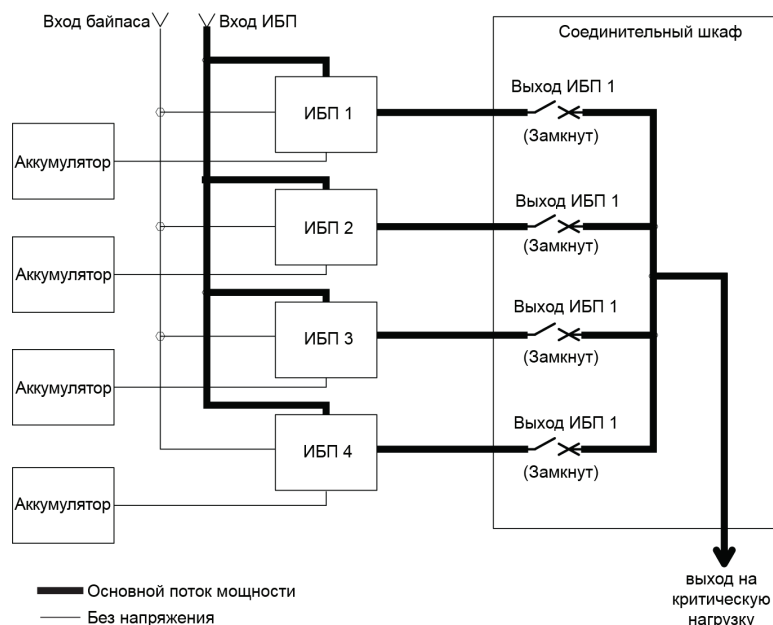 Вход байпаса
Вход ИБП
Соединительный шкаф
ИБП 1
Выход ИБП 1
(Замкнут)
Аккумулятор
ИБП 2
Выход ИБП 1
(Замкнут)
Аккумулятор
ИБП 3
Выход ИБП 1
(Замкнут)
Аккумулятор
ИБП 4
Выход ИБП 1
(Замкнут)
Аккумулятор
Основной поток мощности
Без напряжения
выход на
критическую
нагрузку